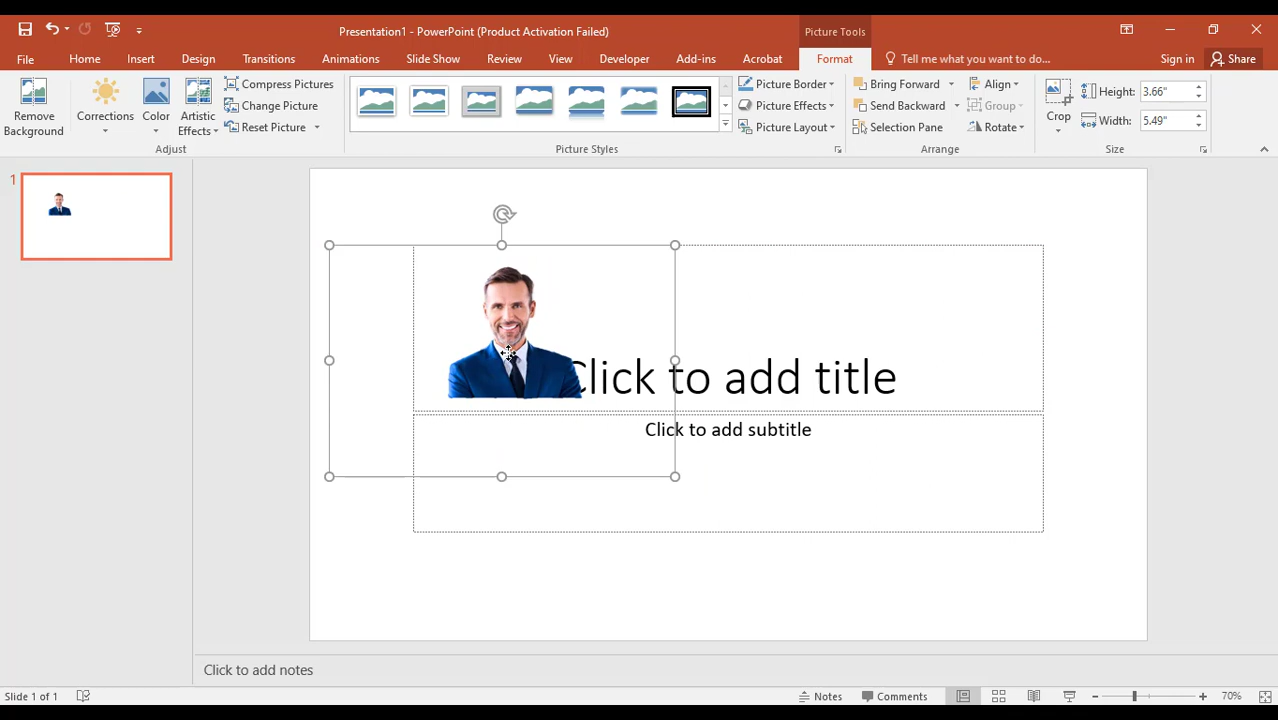 Presentation1 - PowerPoint (Product Activation Failed)
Picture Tools
File Home Insert Design Transitions Animations Slide Show Review View Developer Add-ins Acrobat Format Tell me what you want to do... Sign in Share
Remove Background
Corrections
Color
Artistic Effects
Compress Pictures
Change Picture
Reset Picture
Adjust
Picture Styles
Picture Border
Picture Effects
Picture Layout
Bring Forward
Send Backward
Selection Pane
Align
Group
Rotate
Arrange
Crop
Height: 3.66"
Width: 5.49"
Size
1
Click to add title
Click to add subtitle
Click to add notes
Slide 1 of 1
Notes Comments 70%